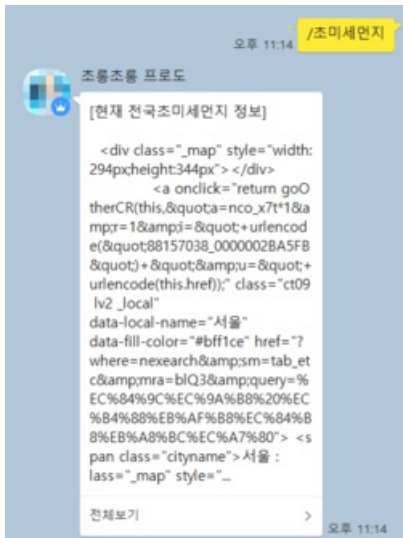 /초미세먼지
오후 11:14
초롱초롱 프로도
[현재 전국초미세먼지 정보]
<div class="_map" style="width:
294px;height:344px"></div>
<a onclick="return goO
therCR(this,&quot;a=nco_x7t*1&a
mp;r=1&amp;i=&quot;+urlencod
e(&quot;88157038_0000002BA5FB
&quot;)+&quot;&amp;u=&quot;+
urlencode(this.href));" class="ct09
lv2 _local"
data-local-name="서울"
data-fill-color="#bff1ce" href="?
where=nexearch&amp;sm=tab_et
c&amp;mra=blQ3&amp;query=%
EC%84%9C%EC%9A%B8%20%EC
%B4%88%EB%AF%B8%EC%84%B
8%EB%A8%BC%EC%A7%80"> <s
pan class="cityname">서울 :
lass="_map" style="...
전체보기 >
오후 11:14